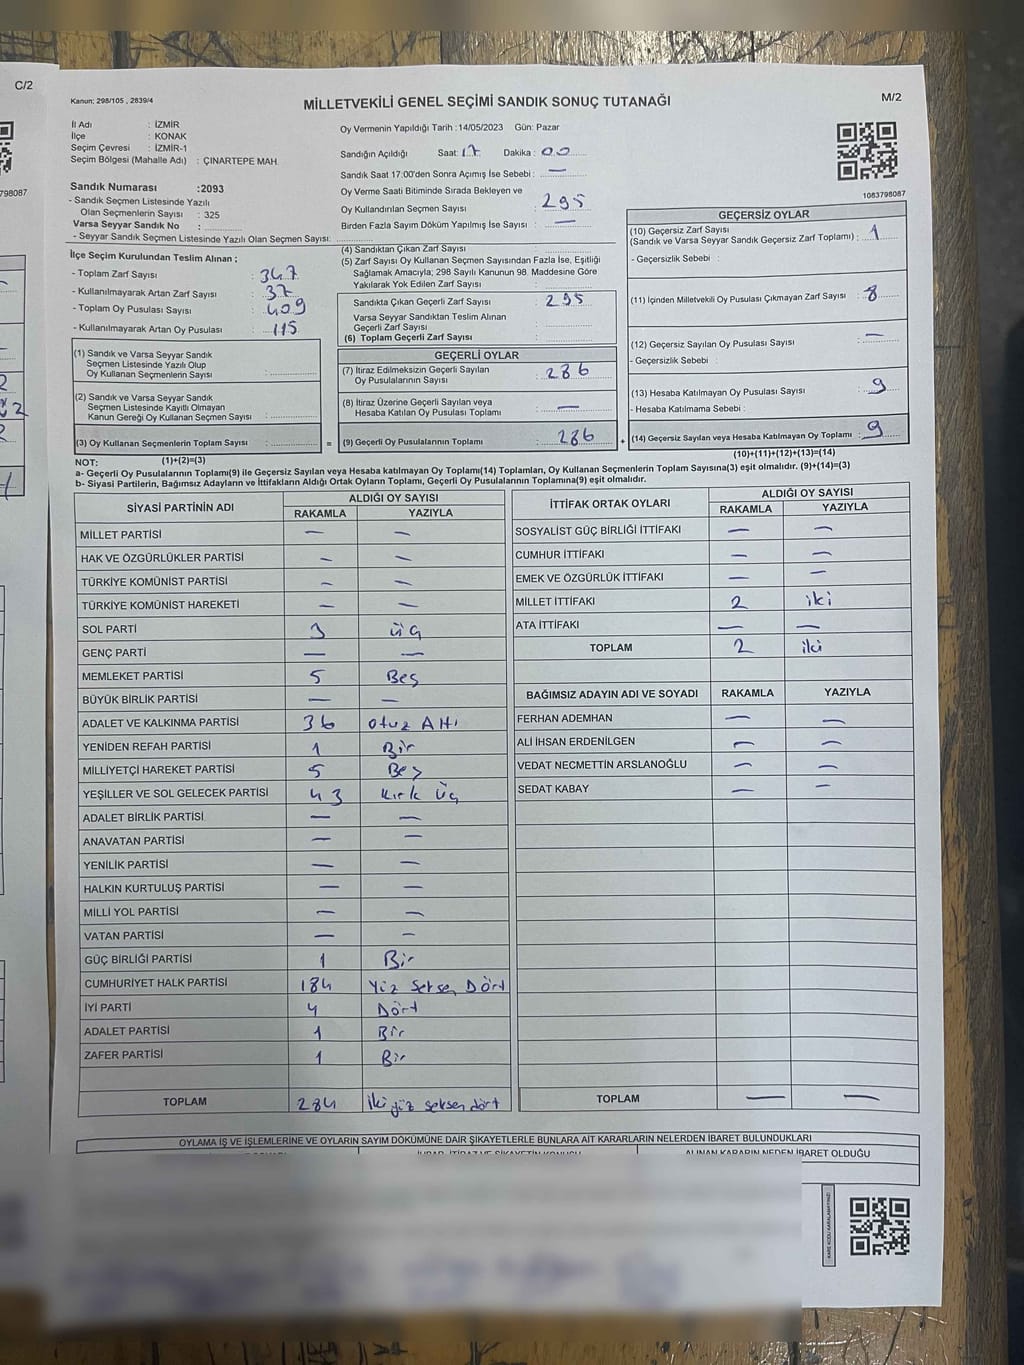 C/2
798087
Kanun: 298/105 , 2839/4
MİLLETVEKİLİ GENEL SEÇİMİ SANDIK SONUÇ TUTANAĞI
M/2
1083798087
İl Adı : İZMİR
İlçe : KONAK
Seçim Çevresi : İZMİR-1
Seçim Bölgesi (Mahalle Adı) : ÇINARTEPE MAH.
Sandık Numarası :2093
- Sandık Seçmen Listesinde Yazılı
Olan Seçmenlerin Sayısı : 325
Varsa Seyyar Sandık No :
- Seyyar Sandık Seçmen Listesinde Yazılı Olan Seçmen Sayısı:
İlçe Seçim Kurulundan Teslim Alınan ;
- Toplam Zarf Sayısı : 347
- Kullanılmayarak Artan Zarf Sayısı : 37
- Toplam Oy Pusulası Sayısı : 409
- Kullanılmayarak Artan Oy Pusulası : 115
(1) Sandık ve Varsa Seyyar Sandık
Seçmen Listesinde Yazılı Olup
Oy Kullanan Seçmenlerin Sayısı :
(2) Sandık ve Varsa Seyyar Sandık
Seçmen Listesinde Kayıtlı Olmayan
Kanun Gereği Oy Kullanan Seçmen Sayısı :
(3) Oy Kullanan Seçmenlerin Toplam Sayısı : =
(1)+(2)=(3)
Oy Vermenin Yapıldığı Tarih :14/05/2023 Gün: Pazar
Sandığın Açıldığı Saat: 17 Dakika : 00
Sandık Saat 17:00'den Sonra Açımış İse Sebebi : —
Oy Verme Saati Bitiminde Sırada Bekleyen ve
Oy Kullandırılan Seçmen Sayısı : 295
Birden Fazla Sayım Döküm Yapılmış İse Sayısı : —
(4) Sandıktan Çıkan Zarf Sayısı :
(5) Zarf Sayısı Oy Kullanan Seçmen Sayısından Fazla İse, Eşitliği
Sağlamak Amacıyla; 298 Sayılı Kanunun 98. Maddesine Göre
Yakılarak Yok Edilen Zarf Sayısı :
Sandıkta Çıkan Geçerli Zarf Sayısı : 295
Varsa Seyyar Sandıktan Teslim Alınan
Geçerli Zarf Sayısı :
(6) Toplam Geçerli Zarf Sayısı :
GEÇERLİ OYLAR
(7) İtiraz Edilmeksizin Geçerli Sayılan
Oy Pusulalarının Sayısı : 286
(8) İtiraz Üzerine Geçerli Sayılan veya
Hesaba Katılan Oy Pusulası Toplamı : —
(9) Geçerli Oy Pusulalarının Toplamı : 286 +
GEÇERSİZ OYLAR
(10) Geçersiz Zarf Sayısı
(Sandık ve Varsa Seyyar Sandık Geçersiz Zarf Toplamı) : 1
- Geçersizlik Sebebi :
(11) İçinden Milletvekili Oy Pusulası Çıkmayan Zarf Sayısı : 8
(12) Geçersiz Sayılan Oy Pusulası Sayısı : —
- Geçersizlik Sebebi :
(13) Hesaba Katılmayan Oy Pusulası Sayısı : 9
- Hesaba Katılmama Sebebi :
(14) Geçersiz Sayılan veya Hesaba Katılmayan Oy Toplamı : 9
(10)+(11)+(12)+(13)=(14)
NOT:
a- Geçerli Oy Pusulalarının Toplamı(9) ile Geçersiz Sayılan veya Hesaba katılmayan Oy Toplamı(14) Toplamları, Oy Kullanan Seçmenlerin Toplam Sayısına(3) eşit olmalıdır. (9)+(14)=(3)
b- Siyasi Partilerin, Bağımsız Adayların ve İttifakların Aldığı Ortak Oyların Toplamı, Geçerli Oy Pusulalarının Toplamına(9) eşit olmalıdır.
SİYASİ PARTİNİN ADI ALDIĞI OY SAYISI
RAKAMLA YAZIYLA
MİLLET PARTİSİ — —
HAK VE ÖZGÜRLÜKLER PARTİSİ — —
TÜRKİYE KOMÜNİST PARTİSİ — —
TÜRKİYE KOMÜNİST HAREKETİ — —
SOL PARTİ 3 üç
GENÇ PARTİ — —
MEMLEKET PARTİSİ 5 Beş
BÜYÜK BİRLİK PARTİSİ — —
ADALET VE KALKINMA PARTİSİ 36 otuz Altı
YENİDEN REFAH PARTİSİ 1 Bir
MİLLİYETÇİ HAREKET PARTİSİ 5 Beş
YEŞİLLER VE SOL GELECEK PARTİSİ 43 Kırk Üç
ADALET BİRLİK PARTİSİ — —
ANAVATAN PARTİSİ — —
YENİLİK PARTİSİ — —
HALKIN KURTULUŞ PARTİSİ — —
MİLLİ YOL PARTİSİ — —
VATAN PARTİSİ — —
GÜÇ BİRLİĞİ PARTİSİ 1 Bir
CUMHURİYET HALK PARTİSİ 184 Yüz Seksen Dört
İYİ PARTİ 4 Dört
ADALET PARTİSİ 1 Bir
ZAFER PARTİSİ 1 Bir
TOPLAM 284 İki yüz seksen dört
İTTİFAK ORTAK OYLARI ALDIĞI OY SAYISI
RAKAMLA YAZIYLA
SOSYALİST GÜÇ BİRLİĞİ İTTİFAKI — —
CUMHUR İTTİFAKI — —
EMEK VE ÖZGÜRLÜK İTTİFAKI — —
MİLLET İTTİFAKI 2 iki
ATA İTTİFAKI — —
TOPLAM 2 iki
BAĞIMSIZ ADAYIN ADI VE SOYADI RAKAMLA YAZIYLA
FERHAN ADEMHAN — —
ALİ İHSAN ERDENİLGEN — —
VEDAT NECMETTİN ARSLANOĞLU — —
SEDAT KABAY — —
TOPLAM — —
OYLAMA İŞ VE İŞLEMLERİNE VE OYLARIN SAYIM DÖKÜMÜNE DAİR ŞİKAYETLERLE BUNLARA AİT KARARLARIN NELERDEN İBARET BULUNDUKLARI
ALINAN KARARIN NEDEN İBARET OLDUĞU